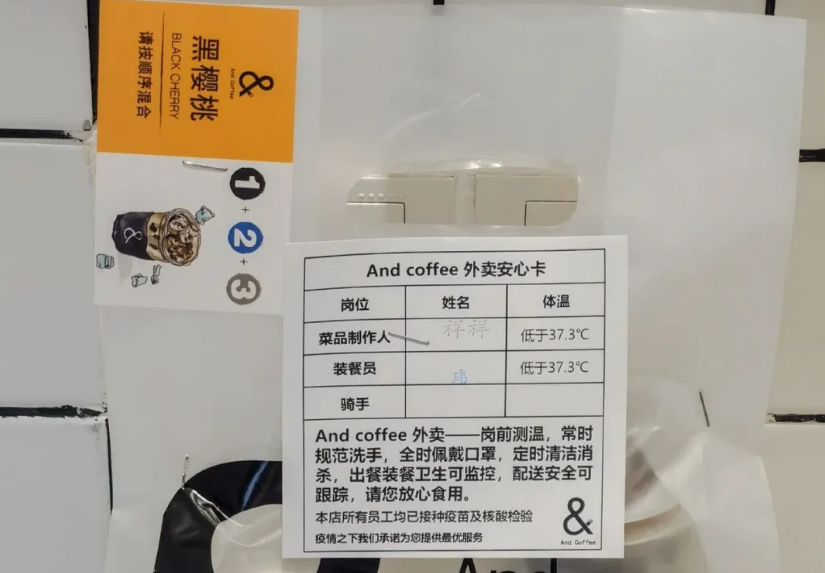 &
And Coffee
黑樱桃
BLACK CHERRY
请按顺序混合
1 + 2 + 3
&
And coffee 外卖安心卡
岗位 姓名 体温
菜品制作人 祥祥 低于37.3℃
装餐员 玮 低于37.3℃
骑手
And coffee 外卖——岗前测温，常时
规范洗手，全时佩戴口罩，定时清洁消
杀，出餐装餐卫生可监控，配送安全可
跟踪，请您放心食用。
本店所有员工均已接种疫苗及核酸检验
疫情之下我们承诺为您提供最优服务
&
And Coffee
And